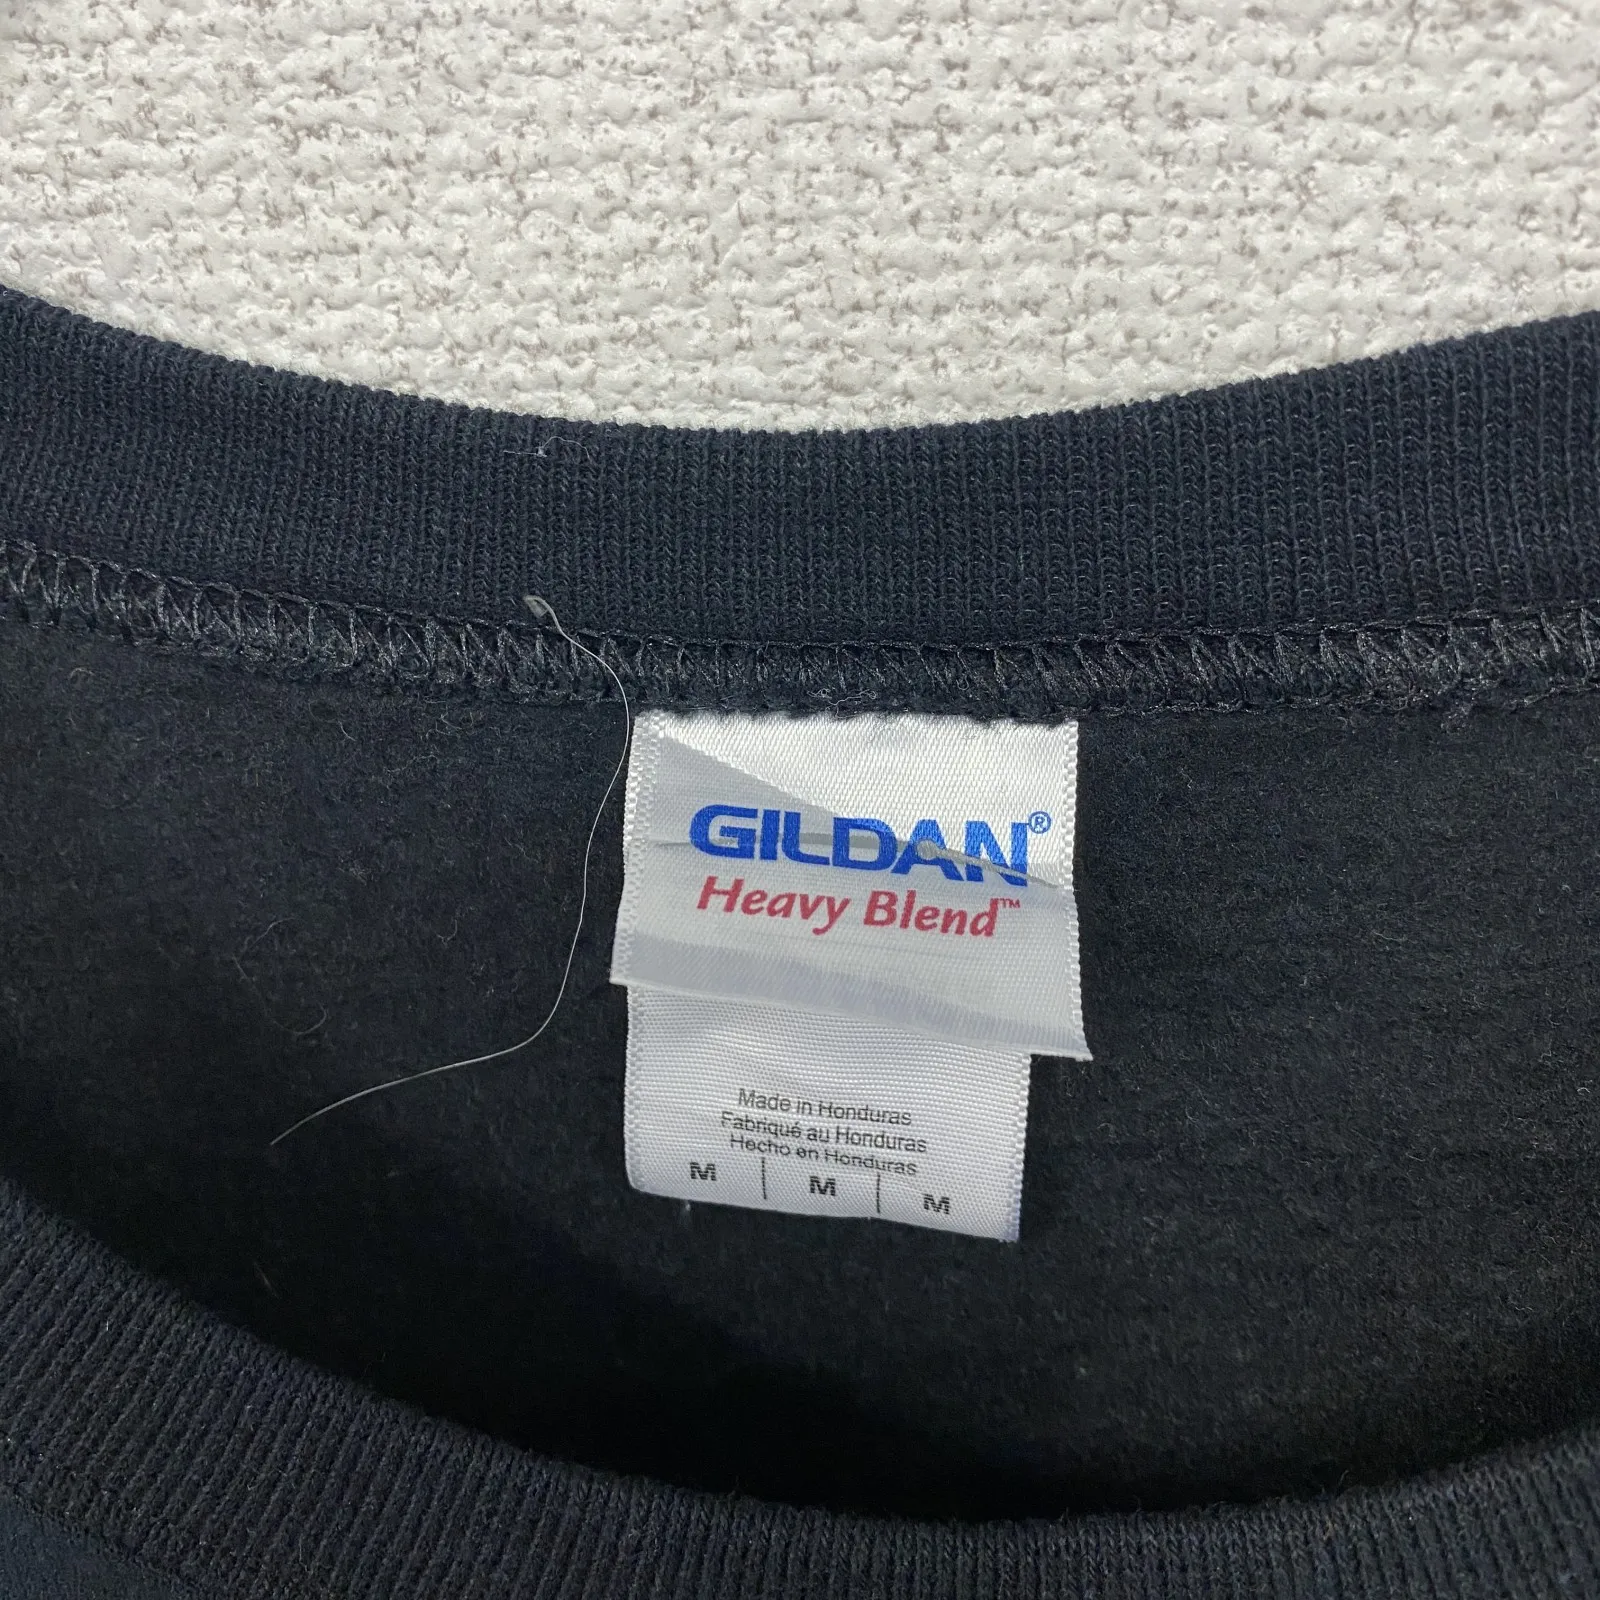 GILDAN®
Heavy Blend™
Made in Honduras
Fabriqué au Honduras
Hecho en Honduras
M | M | M